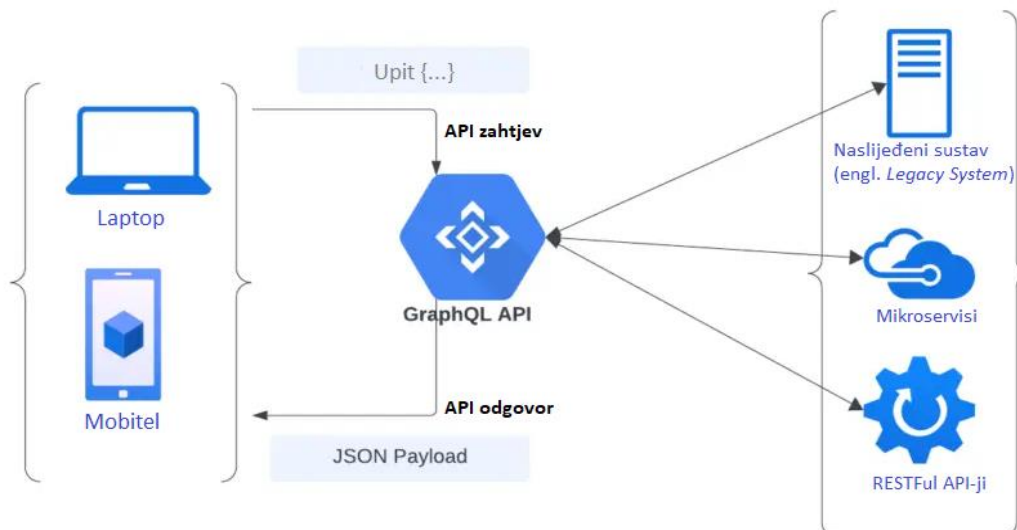 Upit {...}
API zahtjev
Laptop
GraphQL API
Mobitel
API odgovor
JSON Payload
Naslijeđeni sustav
(engl. Legacy System)
Mikroservisi
RESTFul API-ji